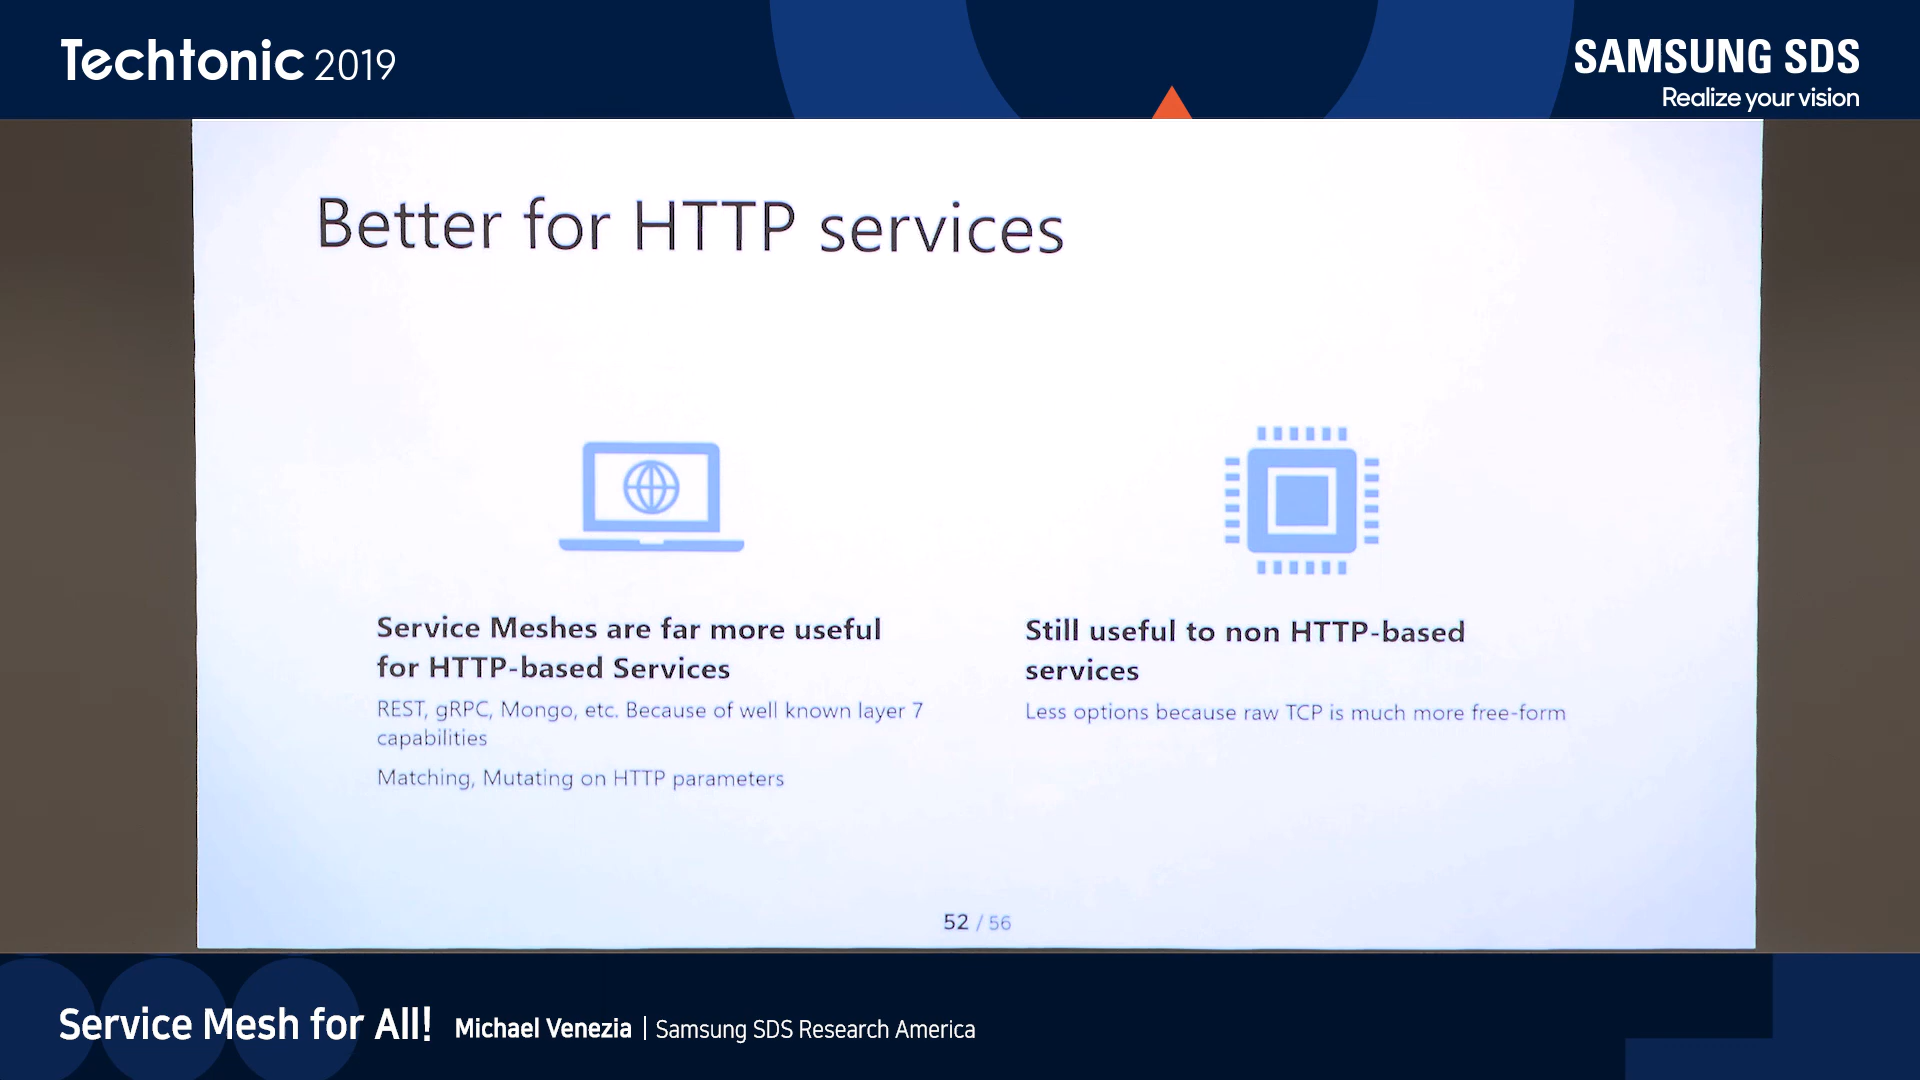 Techtonic 2019
SAMSUNG SDS
Realize your vision
Better for HTTP services
Service Meshes are far more useful
for HTTP-based Services
REST, gRPC, Mongo, etc. Because of well known layer 7
capabilities
Matching, Mutating on HTTP parameters
Still useful to non HTTP-based
services
Less options because raw TCP is much more free-form
52 / 56
Service Mesh for All! Michael Venezia | Samsung SDS Research America